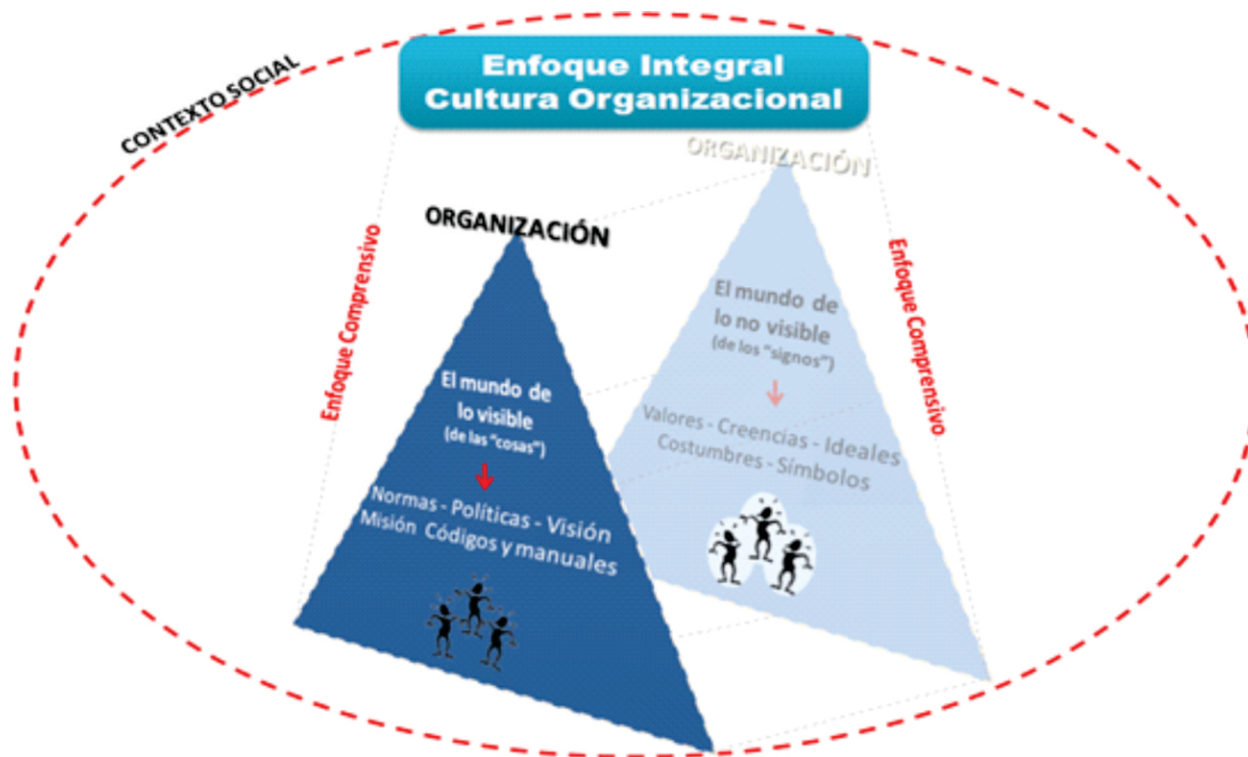 Enfoque Integral
Cultura Organizacional
CONTEXTO SOCIAL
ORGANIZACIÓN
ORGANIZACIÓN
Enfoque Comprensivo
Enfoque Comprensivo
El mundo de
lo no visible
(de los "signos")
Valores - Creencias - Ideales
Costumbres - Símbolos
El mundo de
lo visible
(de las "cosas")
Normas - Políticas - Visión
Misión Códigos y manuales